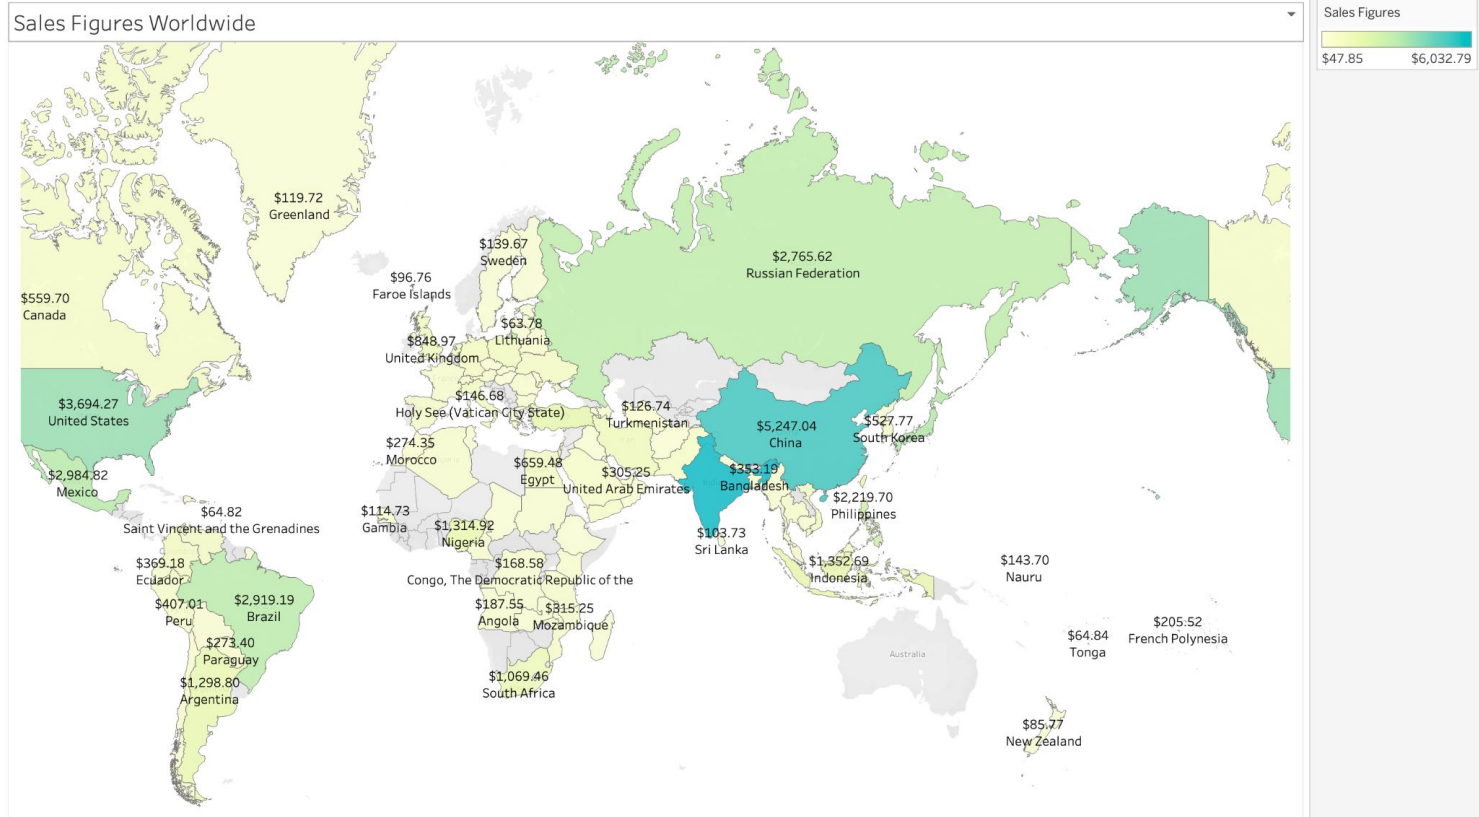 Sales Figures Worldwide
Sales Figures
$47.85
$6,032.79
$119.72
Greenland
$139.67
Sweden
$2,765.62
Russian Federation
$96.76
Faroe Islands
$559.70
Canada
$63.78
Lithuania
$848.97
United Kingdom
$146.68
Holy See (Vatican City State)
$3,694.27
United States
$126.74
Turkmenistan
$5,247.04
China
$527.77
South Korea
$274.35
Morocco
$659.48
Egypt
$305.25
United Arab Emirates
$353.19
Bangladesh
$2,984.82
Mexico
$2,219.70
Philippines
$64.82
Saint Vincent and the Grenadines
$114.73
Gambia
$1,314.92
Nigeria
$103.73
Sri Lanka
$369.18
Ecuador
$168.58
Congo, The Democratic Republic of the
$1,352.69
Indonesia
$143.70
Nauru
$407.01
Peru
$2,919.19
Brazil
$187.55
Angola
$315.25
Mozambique
$205.52
French Polynesia
$64.84
Tonga
$273.40
Paraguay
Australia
$1,298.80
Argentina
$1,069.46
South Africa
$85.77
New Zealand